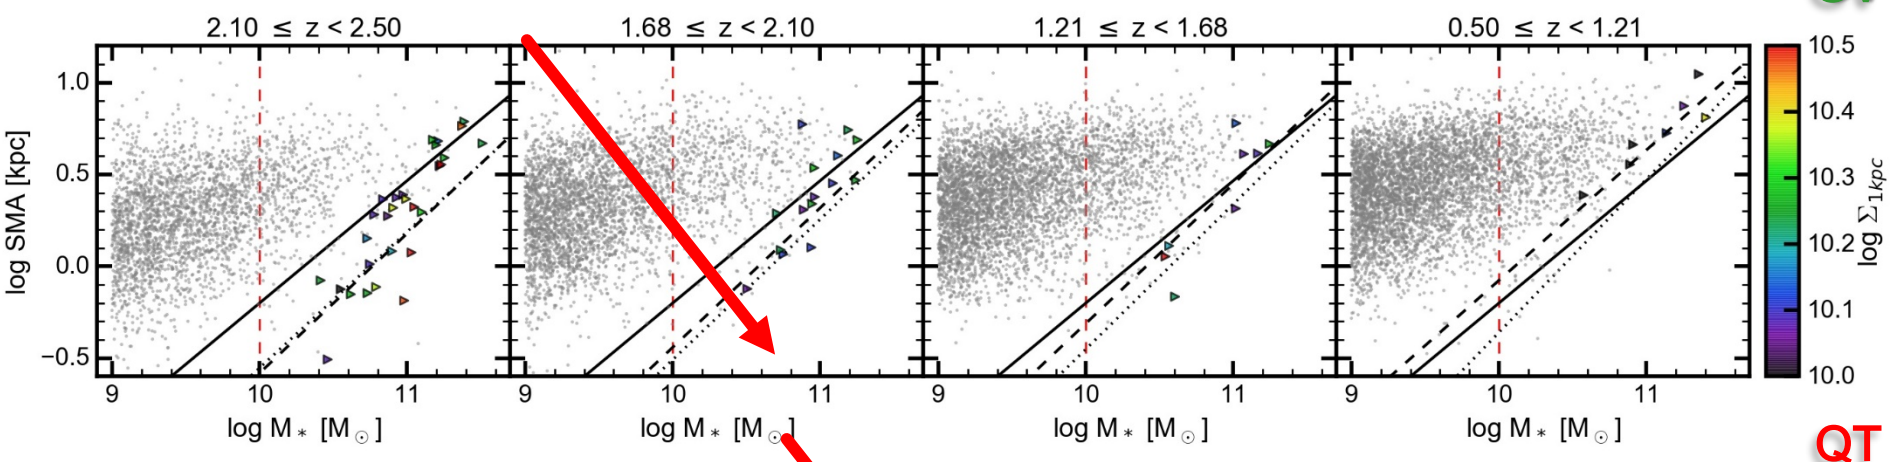 2.10 ≤ z < 2.50
1.68 ≤ z < 2.10
1.21 ≤ z < 1.68
0.50 ≤ z < 1.21
log SMA [kpc]
1.0
0.5
0.0
−0.5
9 10 11
9 10 11
9 10 11
9 10 11
log M* [M⊙]
log M* [M⊙]
log M* [M⊙]
log M* [M⊙]
10.5
10.4
10.3
10.2
10.1
10.0
log Σ1kpc
QT